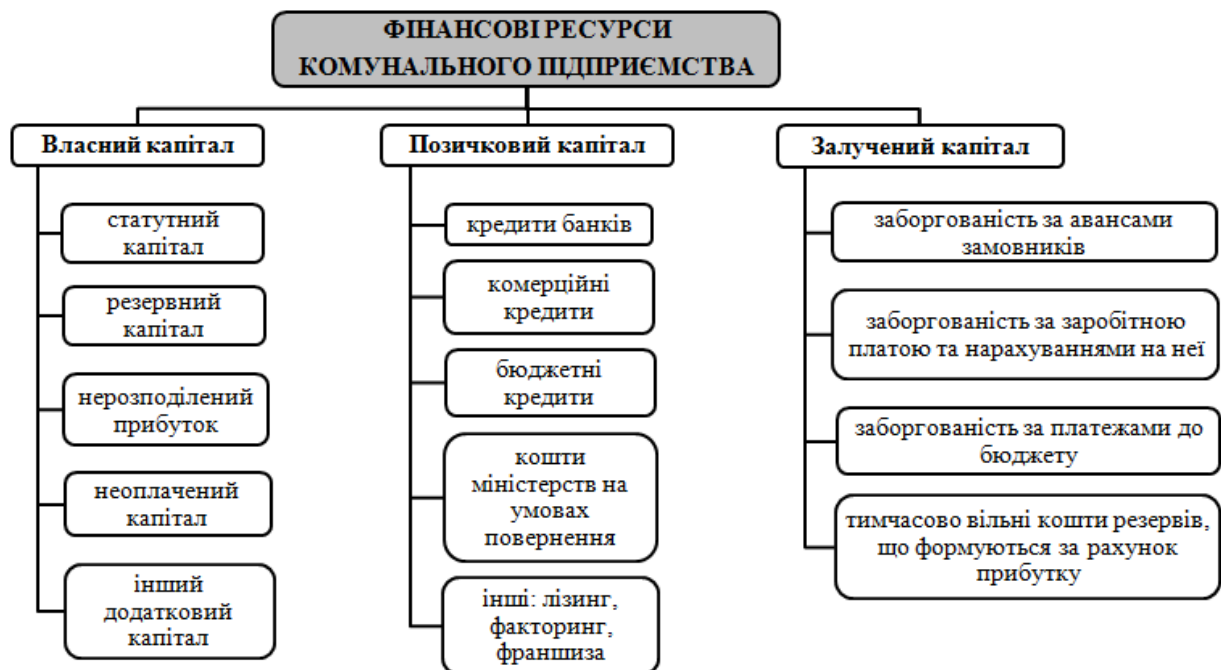 ФІНАНСОВІ РЕСУРСИ
КОМУНАЛЬНОГО ПІДПРИЄМСТВА
Власний капітал
статутний
капітал
резервний
капітал
нерозподілений
прибуток
неоплачений
капітал
інший
додатковий
капітал
Позичковий капітал
кредити банків
комерційні
кредити
бюджетні
кредити
кошти
міністерств на
умовах
повернення
інші: лізинг,
факторинг,
франшиза
Залучений капітал
заборгованість за авансами
замовників
заборгованість за заробітною
платою та нарахуваннями на неї
заборгованість за платежами до
бюджету
тимчасово вільні кошти резервів,
що формуються за рахунок
прибутку